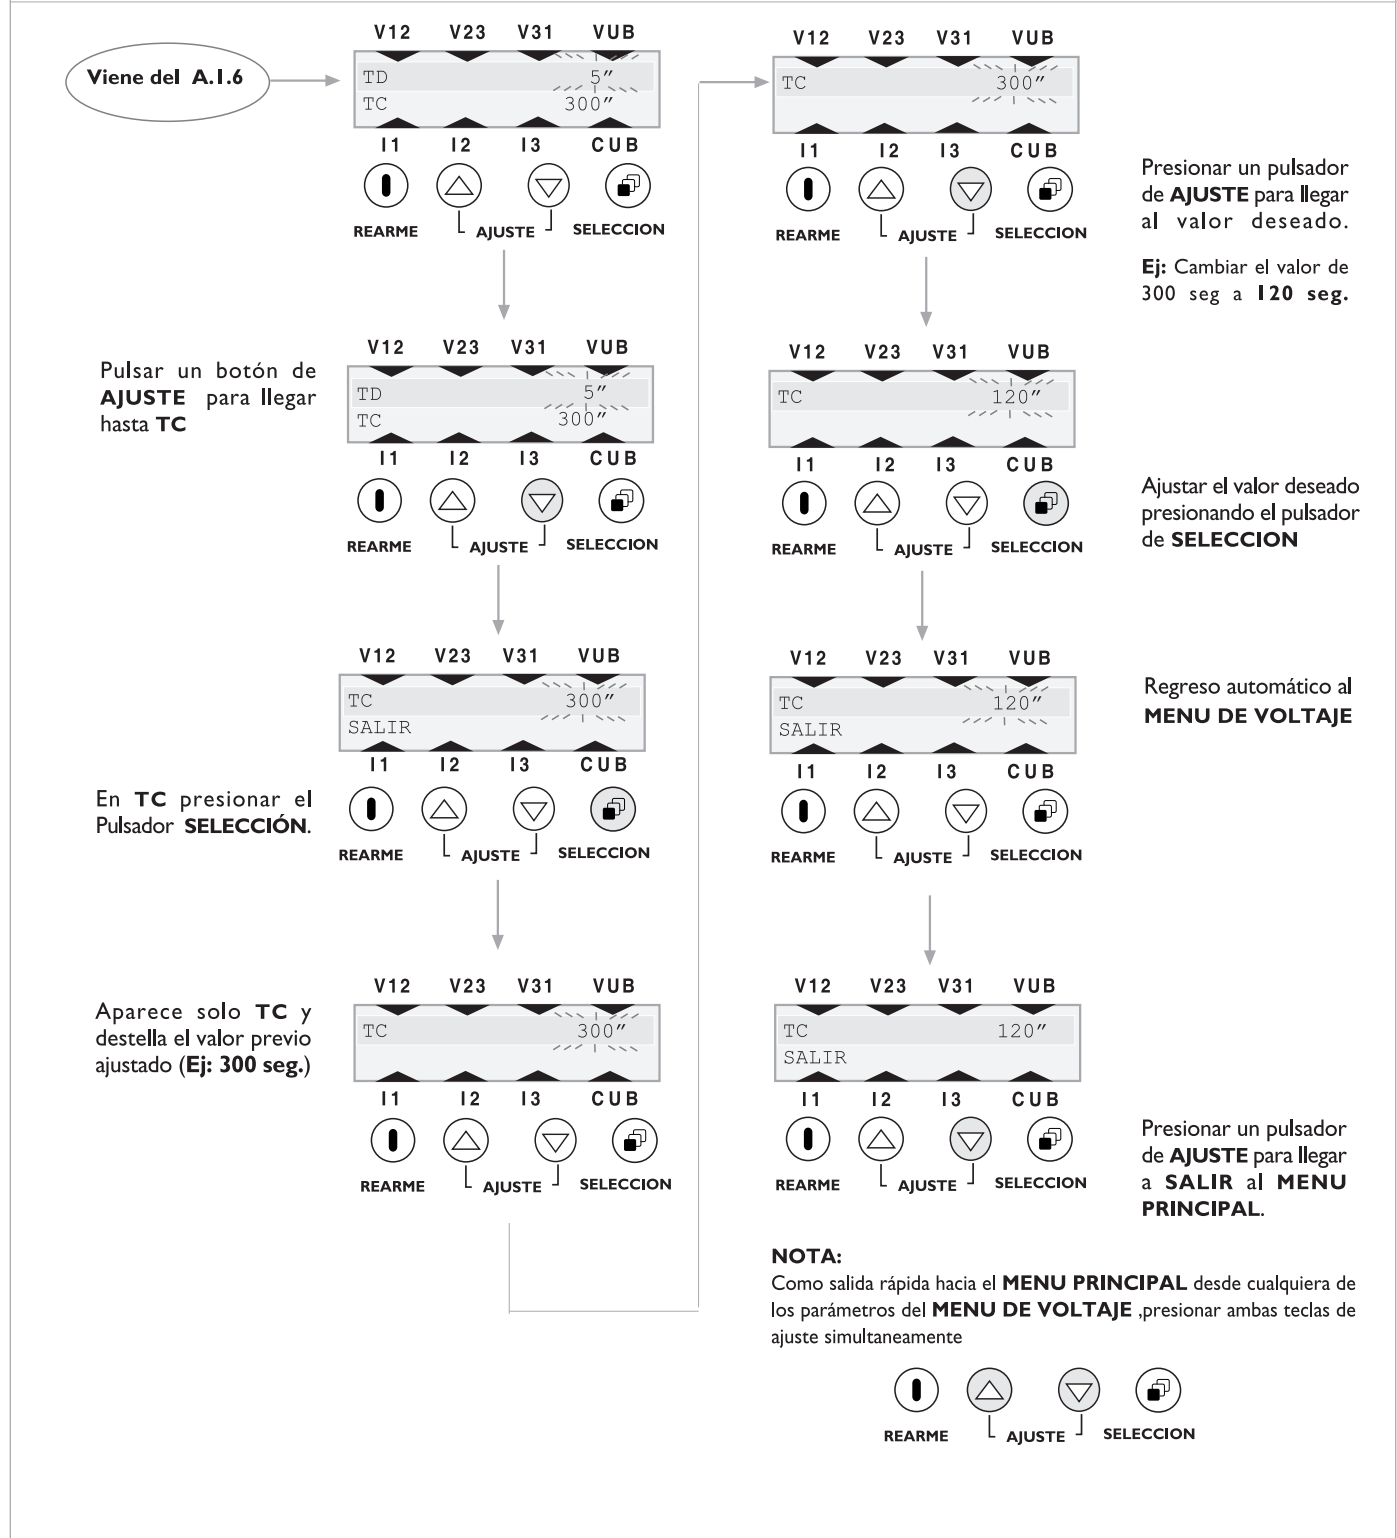 Viene del A.1.6
V12 V23 V31 VUB
TD 5"
TC 300"
I1 I2 I3 CUB
REARME AJUSTE SELECCION
Pulsar un botón de
AJUSTE para llegar
hasta TC
V12 V23 V31 VUB
TD 5"
TC 300"
I1 I2 I3 CUB
REARME AJUSTE SELECCION
V12 V23 V31 VUB
TC 300"
SALIR
I1 I2 I3 CUB
En TC presionar el
Pulsador SELECCIÓN.
REARME AJUSTE SELECCION
Aparece solo TC y
destella el valor previo
ajustado (Ej: 300 seg.)
V12 V23 V31 VUB
TC 300"
I1 I2 I3 CUB
REARME AJUSTE SELECCION
V12 V23 V31 VUB
TC 300"
I1 I2 I3 CUB
REARME AJUSTE SELECCION
Presionar un pulsador
de AJUSTE para llegar
al valor deseado.
Ej: Cambiar el valor de
300 seg a 120 seg.
V12 V23 V31 VUB
TC 120"
I1 I2 I3 CUB
REARME AJUSTE SELECCION
Ajustar el valor deseado
presionando el pulsador
de SELECCION
V12 V23 V31 VUB
TC 120"
SALIR
I1 I2 I3 CUB
REARME AJUSTE SELECCION
Regreso automático al
MENU DE VOLTAJE
V12 V23 V31 VUB
TC 120"
SALIR
I1 I2 I3 CUB
REARME AJUSTE SELECCION
Presionar un pulsador
de AJUSTE para llegar
a SALIR al MENU
PRINCIPAL.
NOTA:
Como salida rápida hacia el MENU PRINCIPAL desde cualquiera de
los parámetros del MENU DE VOLTAJE ,presionar ambas teclas de
ajuste simultaneamente
REARME AJUSTE SELECCION